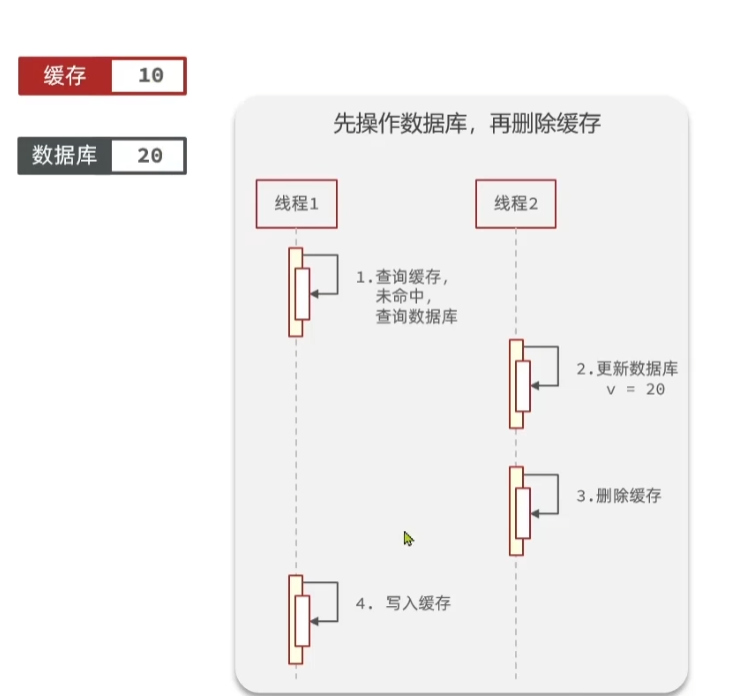 缓存 10
先操作数据库，再删除缓存
数据库 20
线程1
线程2
1.查询缓存，
未命中，
查询数据库
2.更新数据库
v = 20
3.删除缓存
4. 写入缓存